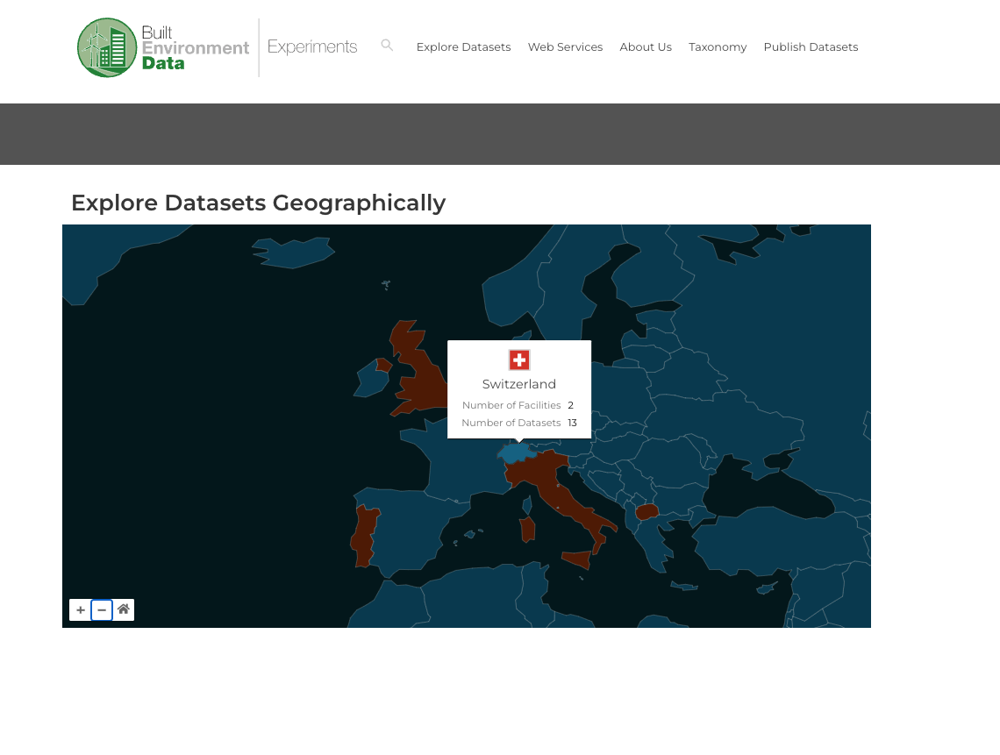 Built
Environment
Data
Experiments
Explore Datasets
Web Services
About Us
Taxonomy
Publish Datasets
Explore Datasets Geographically
Switzerland
Number of Facilities 2
Number of Datasets 13
+
−